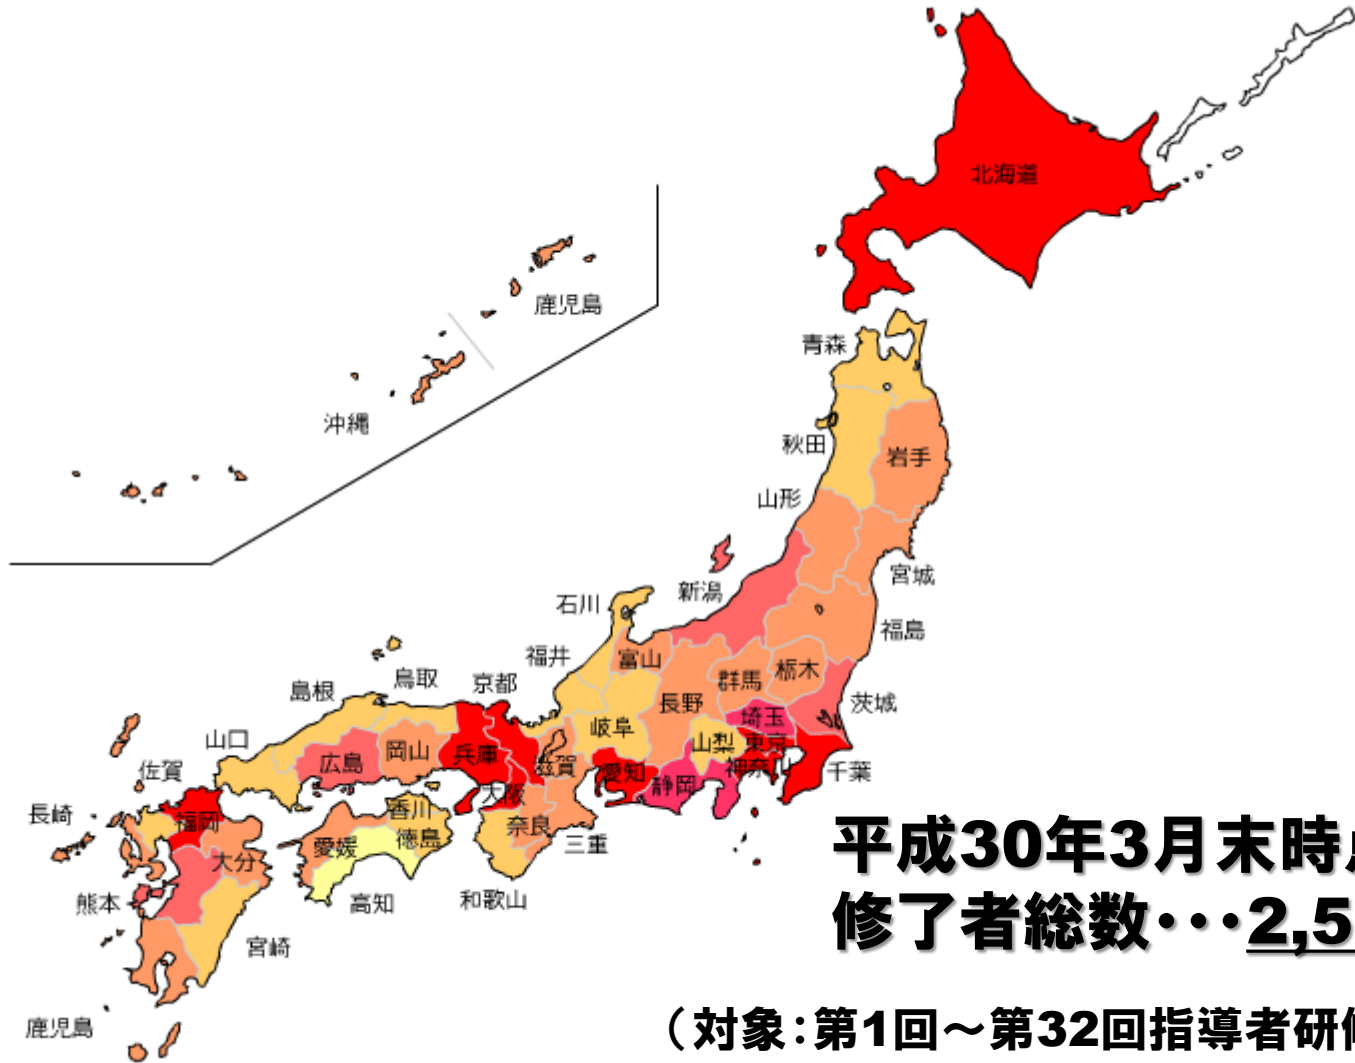 北海道
鹿児島
青森
沖縄
秋田
岩手
山形
宮城
新潟
石川
福島
福井
富山
栃木
群馬
鳥取
京都
島根
長野
茨城
埼玉
岐阜
山梨
東京
山口
広島
岡山
兵庫
滋賀
愛知
神奈川
千葉
佐賀
静岡
大阪
長崎
福岡
香川
奈良
徳島
三重
愛媛
大分
熊本
高知
和歌山
宮崎
鹿児島
平成30年3月末時点
修了者総数・・・2,5
（対象：第1回～第32回指導者研修